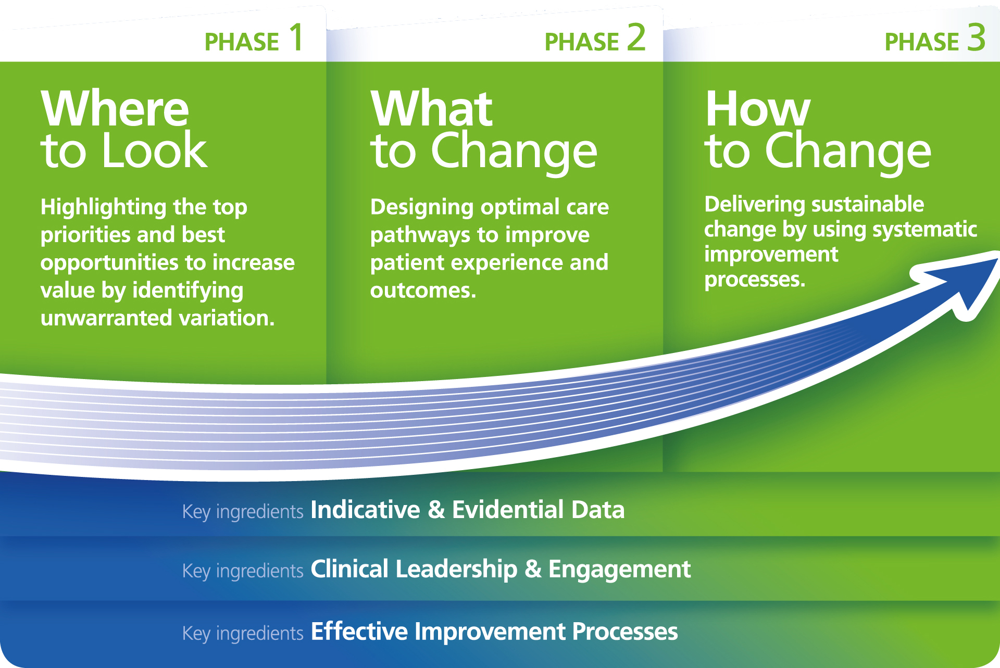 PHASE 1
Where
to Look
Highlighting the top
priorities and best
opportunities to increase
value by identifying
unwarranted variation.
PHASE 2
What
to Change
Designing optimal care
pathways to improve
patient experience and
outcomes.
PHASE 3
How
to Change
Delivering sustainable
change by using systematic
improvement
processes.
Key ingredients Indicative & Evidential Data
Key ingredients Clinical Leadership & Engagement
Key ingredients Effective Improvement Processes